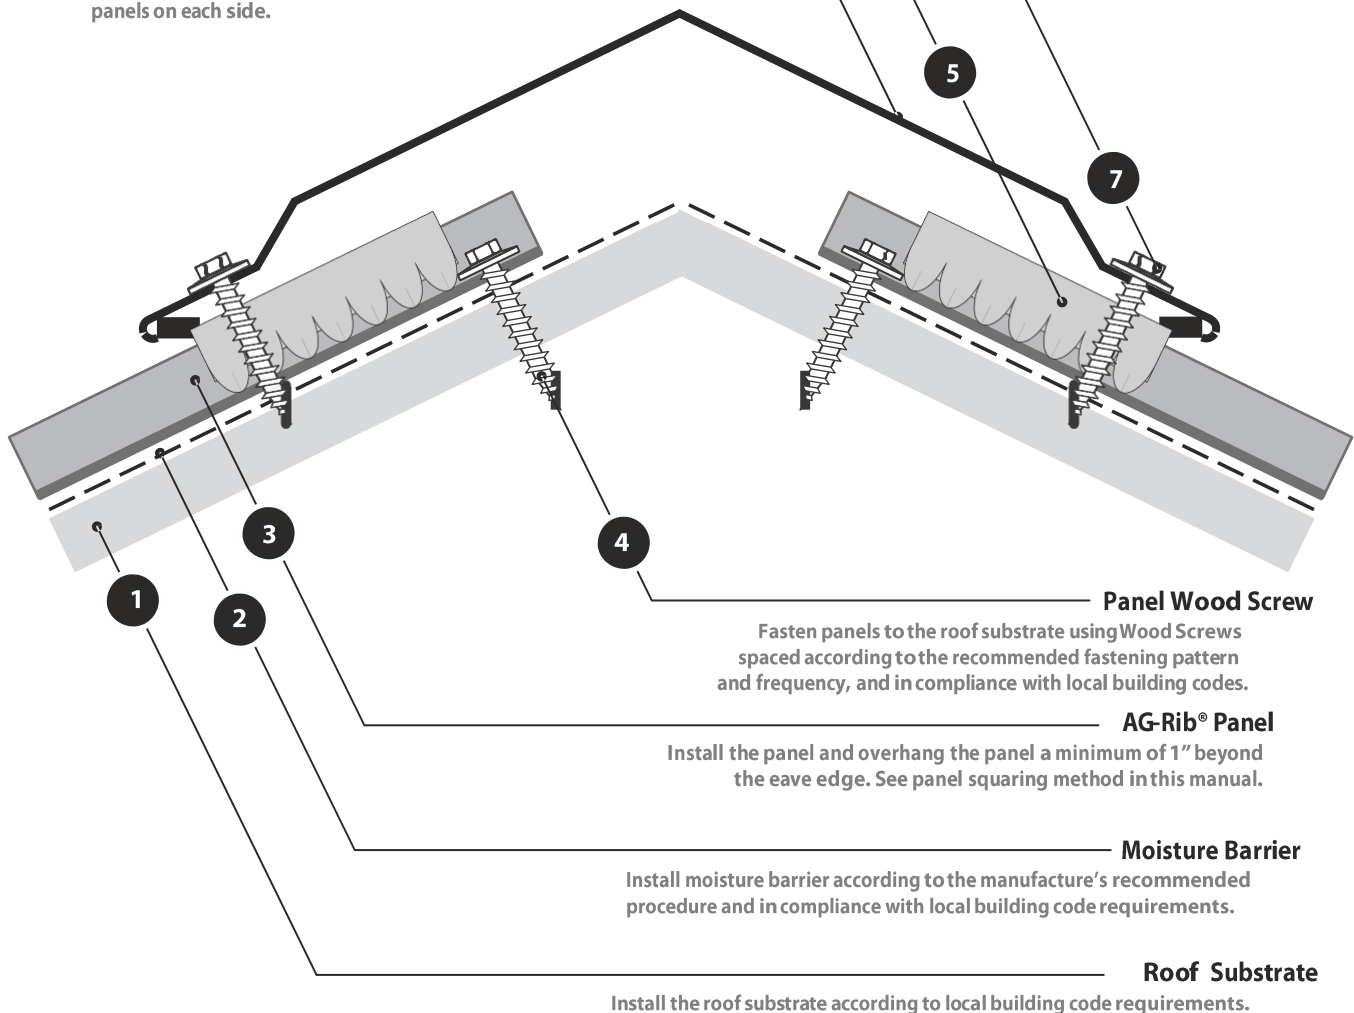 panels on each side.
5
7
3
4
1
2
Panel Wood Screw
Fasten panels to the roof substrate using Wood Screws
spaced according to the recommended fastening pattern
and frequency, and in compliance with local building codes.
AG-Rib® Panel
Install the panel and overhang the panel a minimum of 1” beyond
the eave edge. See panel squaring method in this manual.
Moisture Barrier
Install moisture barrier according to the manufacture’s recommended
procedure and in compliance with local building code requirements.
Roof Substrate
Install the roof substrate according to local building code requirements.